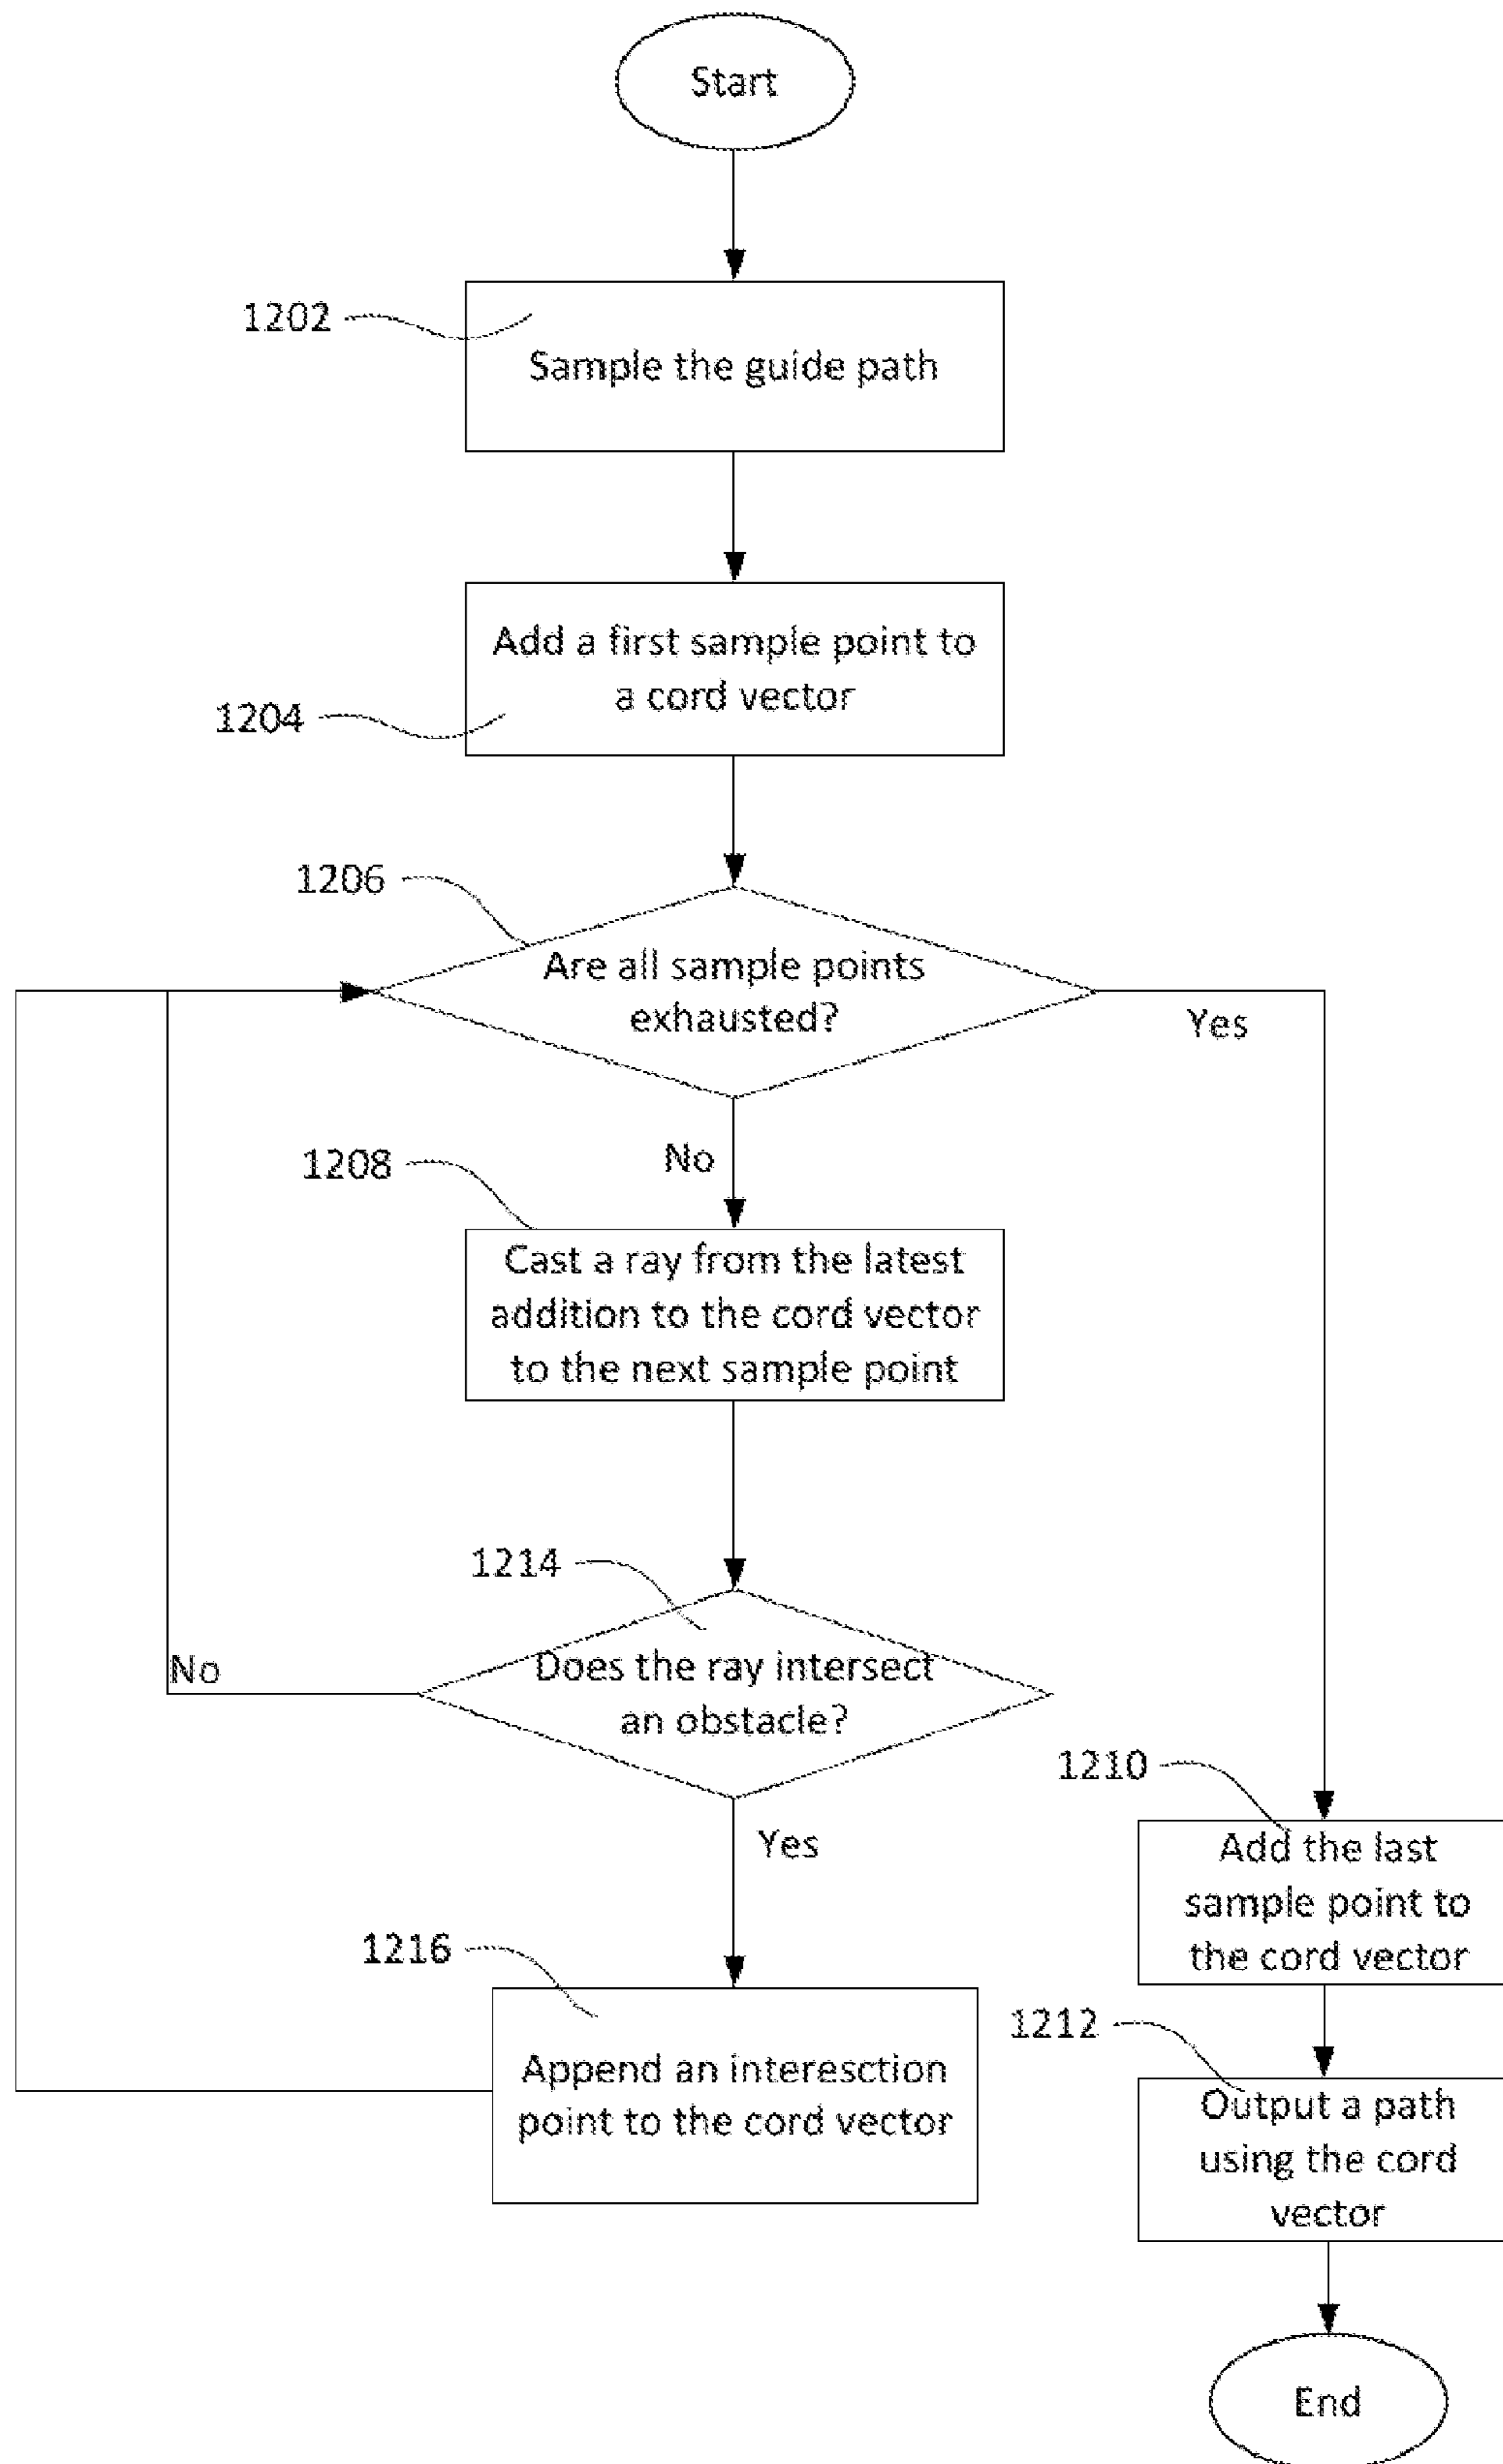 Start
1202
Sample the guide path
Add a first sample point to
a cord vector
1204
1206
Are all sample points
exhausted?
Yes
No
1208
Cast a ray from the latest
addition to the cord vector
to the next sample point
1214
No
Does the ray intersect
an obstacle?
Yes
1210
Add the last
sample point to
the cord vector
1216
Append an interesction
point to the cord vector
1212
Output a path
using the cord
vector
End